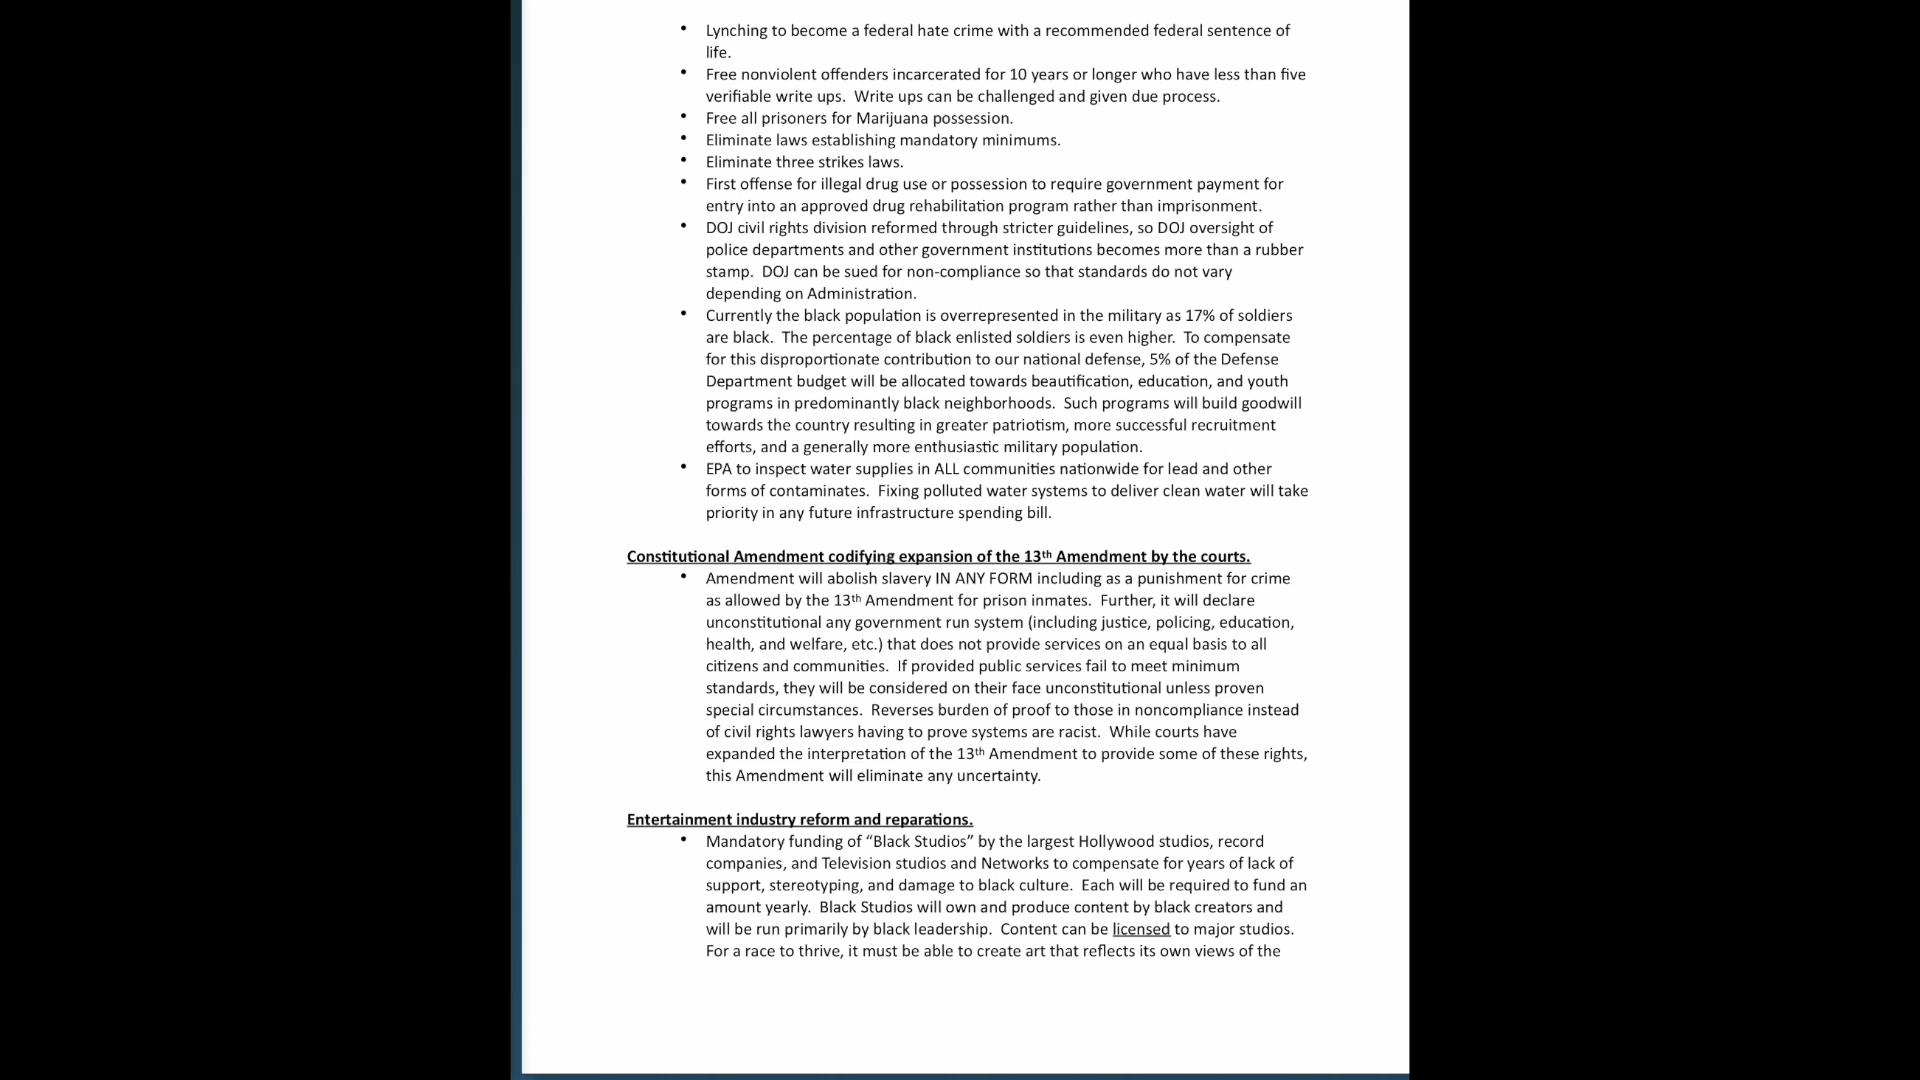 • Lynching to become a federal hate crime with a recommended federal sentence of
life.
• Free nonviolent offenders incarcerated for 10 years or longer who have less than five
verifiable write ups.  Write ups can be challenged and given due process.
• Free all prisoners for Marijuana possession.
• Eliminate laws establishing mandatory minimums.
• Eliminate three strikes laws.
• First offense for illegal drug use or possession to require government payment for
entry into an approved drug rehabilitation program rather than imprisonment.
• DOJ civil rights division reformed through stricter guidelines, so DOJ oversight of
police departments and other government institutions becomes more than a rubber
stamp.  DOJ can be sued for non-compliance so that standards do not vary
depending on Administration.
• Currently the black population is overrepresented in the military as 17% of soldiers
are black.  The percentage of black enlisted soldiers is even higher.  To compensate
for this disproportionate contribution to our national defense, 5% of the Defense
Department budget will be allocated towards beautification, education, and youth
programs in predominantly black neighborhoods.  Such programs will build goodwill
towards the country resulting in greater patriotism, more successful recruitment
efforts, and a generally more enthusiastic military population.
• EPA to inspect water supplies in ALL communities nationwide for lead and other
forms of contaminates.  Fixing polluted water systems to deliver clean water will take
priority in any future infrastructure spending bill.
Constitutional Amendment codifying expansion of the 13th Amendment by the courts.
• Amendment will abolish slavery IN ANY FORM including as a punishment for crime
as allowed by the 13th Amendment for prison inmates.  Further, it will declare
unconstitutional any government run system (including justice, policing, education,
health, and welfare, etc.) that does not provide services on an equal basis to all
citizens and communities.  If provided public services fail to meet minimum
standards, they will be considered on their face unconstitutional unless proven
special circumstances.  Reverses burden of proof to those in noncompliance instead
of civil rights lawyers having to prove systems are racist.  While courts have
expanded the interpretation of the 13th Amendment to provide some of these rights,
this Amendment will eliminate any uncertainty.
Entertainment industry reform and reparations.
• Mandatory funding of “Black Studios” by the largest Hollywood studios, record
companies, and Television studios and Networks to compensate for years of lack of
support, stereotyping, and damage to black culture.  Each will be required to fund an
amount yearly.  Black Studios will own and produce content by black creators and
will be run primarily by black leadership.  Content can be licensed to major studios.
For a race to thrive, it must be able to create art that reflects its own views of the